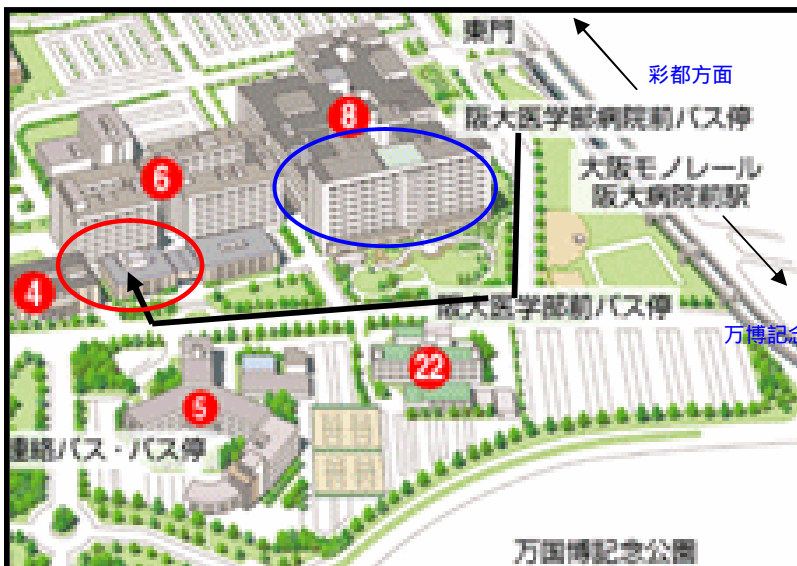 東門
彩都方面
8
阪大医学部病院前バス停
大阪モノレール
阪大病院前駅
6
4
阪大医学部前バス停
万博記念
22
5
連絡バス・バス停
万国博記念公園